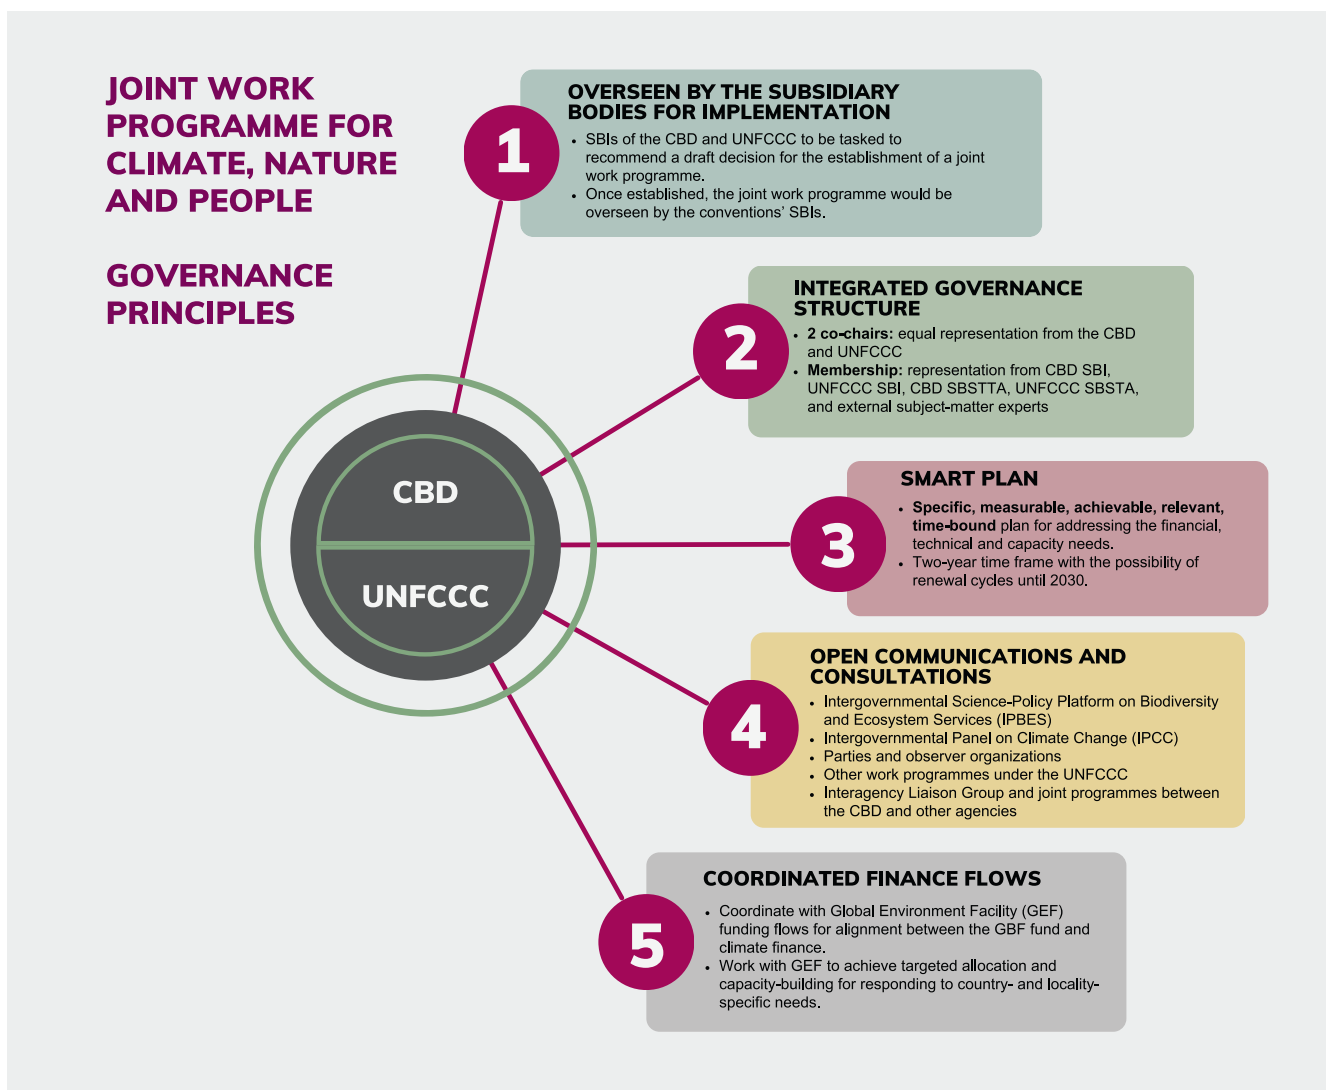 JOINT WORK
PROGRAMME FOR
CLIMATE, NATURE
AND PEOPLE
GOVERNANCE
PRINCIPLES
CBD
UNFCCC
1
OVERSEEN BY THE SUBSIDIARY
BODIES FOR IMPLEMENTATION
• SBIs of the CBD and UNFCCC to be tasked to
recommend a draft decision for the establishment of a joint
work programme.
• Once established, the joint work programme would be
overseen by the conventions’ SBIs.
2
INTEGRATED GOVERNANCE
STRUCTURE
• 2 co-chairs: equal representation from the CBD
and UNFCCC
• Membership: representation from CBD SBI,
UNFCCC SBI, CBD SBSTTA, UNFCCC SBSTA,
and external subject-matter experts
3
SMART PLAN
• Specific, measurable, achievable, relevant,
time-bound plan for addressing the financial,
technical and capacity needs.
• Two-year time frame with the possibility of
renewal cycles until 2030.
4
OPEN COMMUNICATIONS AND
CONSULTATIONS
• Intergovernmental Science-Policy Platform on Biodiversity
and Ecosystem Services (IPBES)
• Intergovernmental Panel on Climate Change (IPCC)
• Parties and observer organizations
• Other work programmes under the UNFCCC
• Interagency Liaison Group and joint programmes between
the CBD and other agencies
5
COORDINATED FINANCE FLOWS
• Coordinate with Global Environment Facility (GEF)
funding flows for alignment between the GBF fund and
climate finance.
• Work with GEF to achieve targeted allocation and
capacity-building for responding to country- and locality-
specific needs.